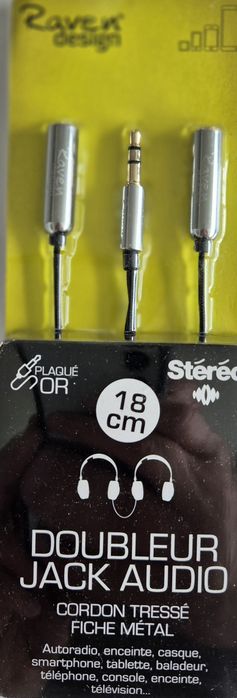 Raven
design
Raven
Raven
PLAQUÉ
OR
Stéréo
18
cm
DOUBLEUR
JACK AUDIO
CORDON TRESSÉ
FICHE MÉTAL
Autoradio, enceinte, casque,
smartphone, tablette, baladeur,
téléphone, console, enceinte,
télévision...